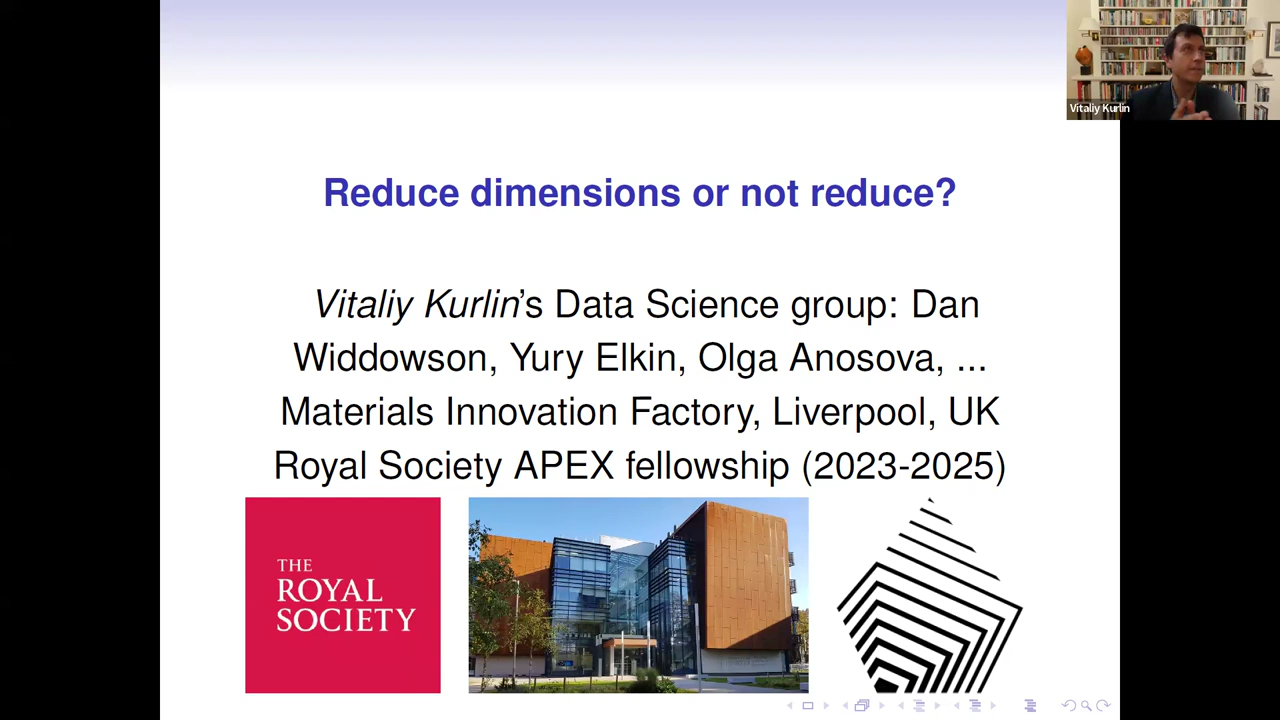 Vitaliy Kurlin
Reduce dimensions or not reduce?
Vitaliy Kurlin's Data Science group: Dan
Widdowson, Yury Elkin, Olga Anosova, ...
Materials Innovation Factory, Liverpool, UK
Royal Society APEX fellowship (2023-2025)
THE
ROYAL
SOCIETY